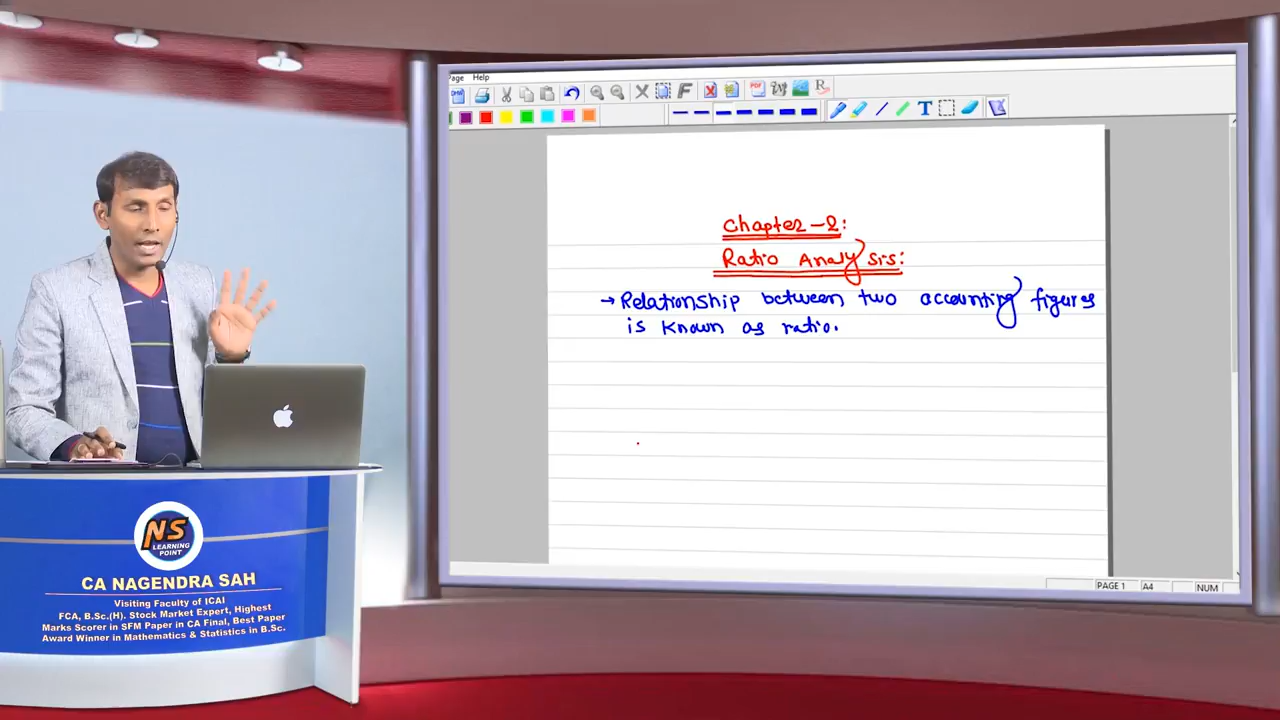 Page Help
PDF
T
Chapter-2:
Ratio Analysis:
→ Relationship between two accounting figures
is known as ratio.
PAGE 1 A4 NUM
NS
LEARNING
POINT
CA NAGENDRA SAH
Visiting Faculty of ICAI
FCA, B.Sc.(H). Stock Market Expert, Highest
Marks Scorer in SFM Paper in CA Final, Best Paper
Award Winner in Mathematics & Statistics in B.Sc.